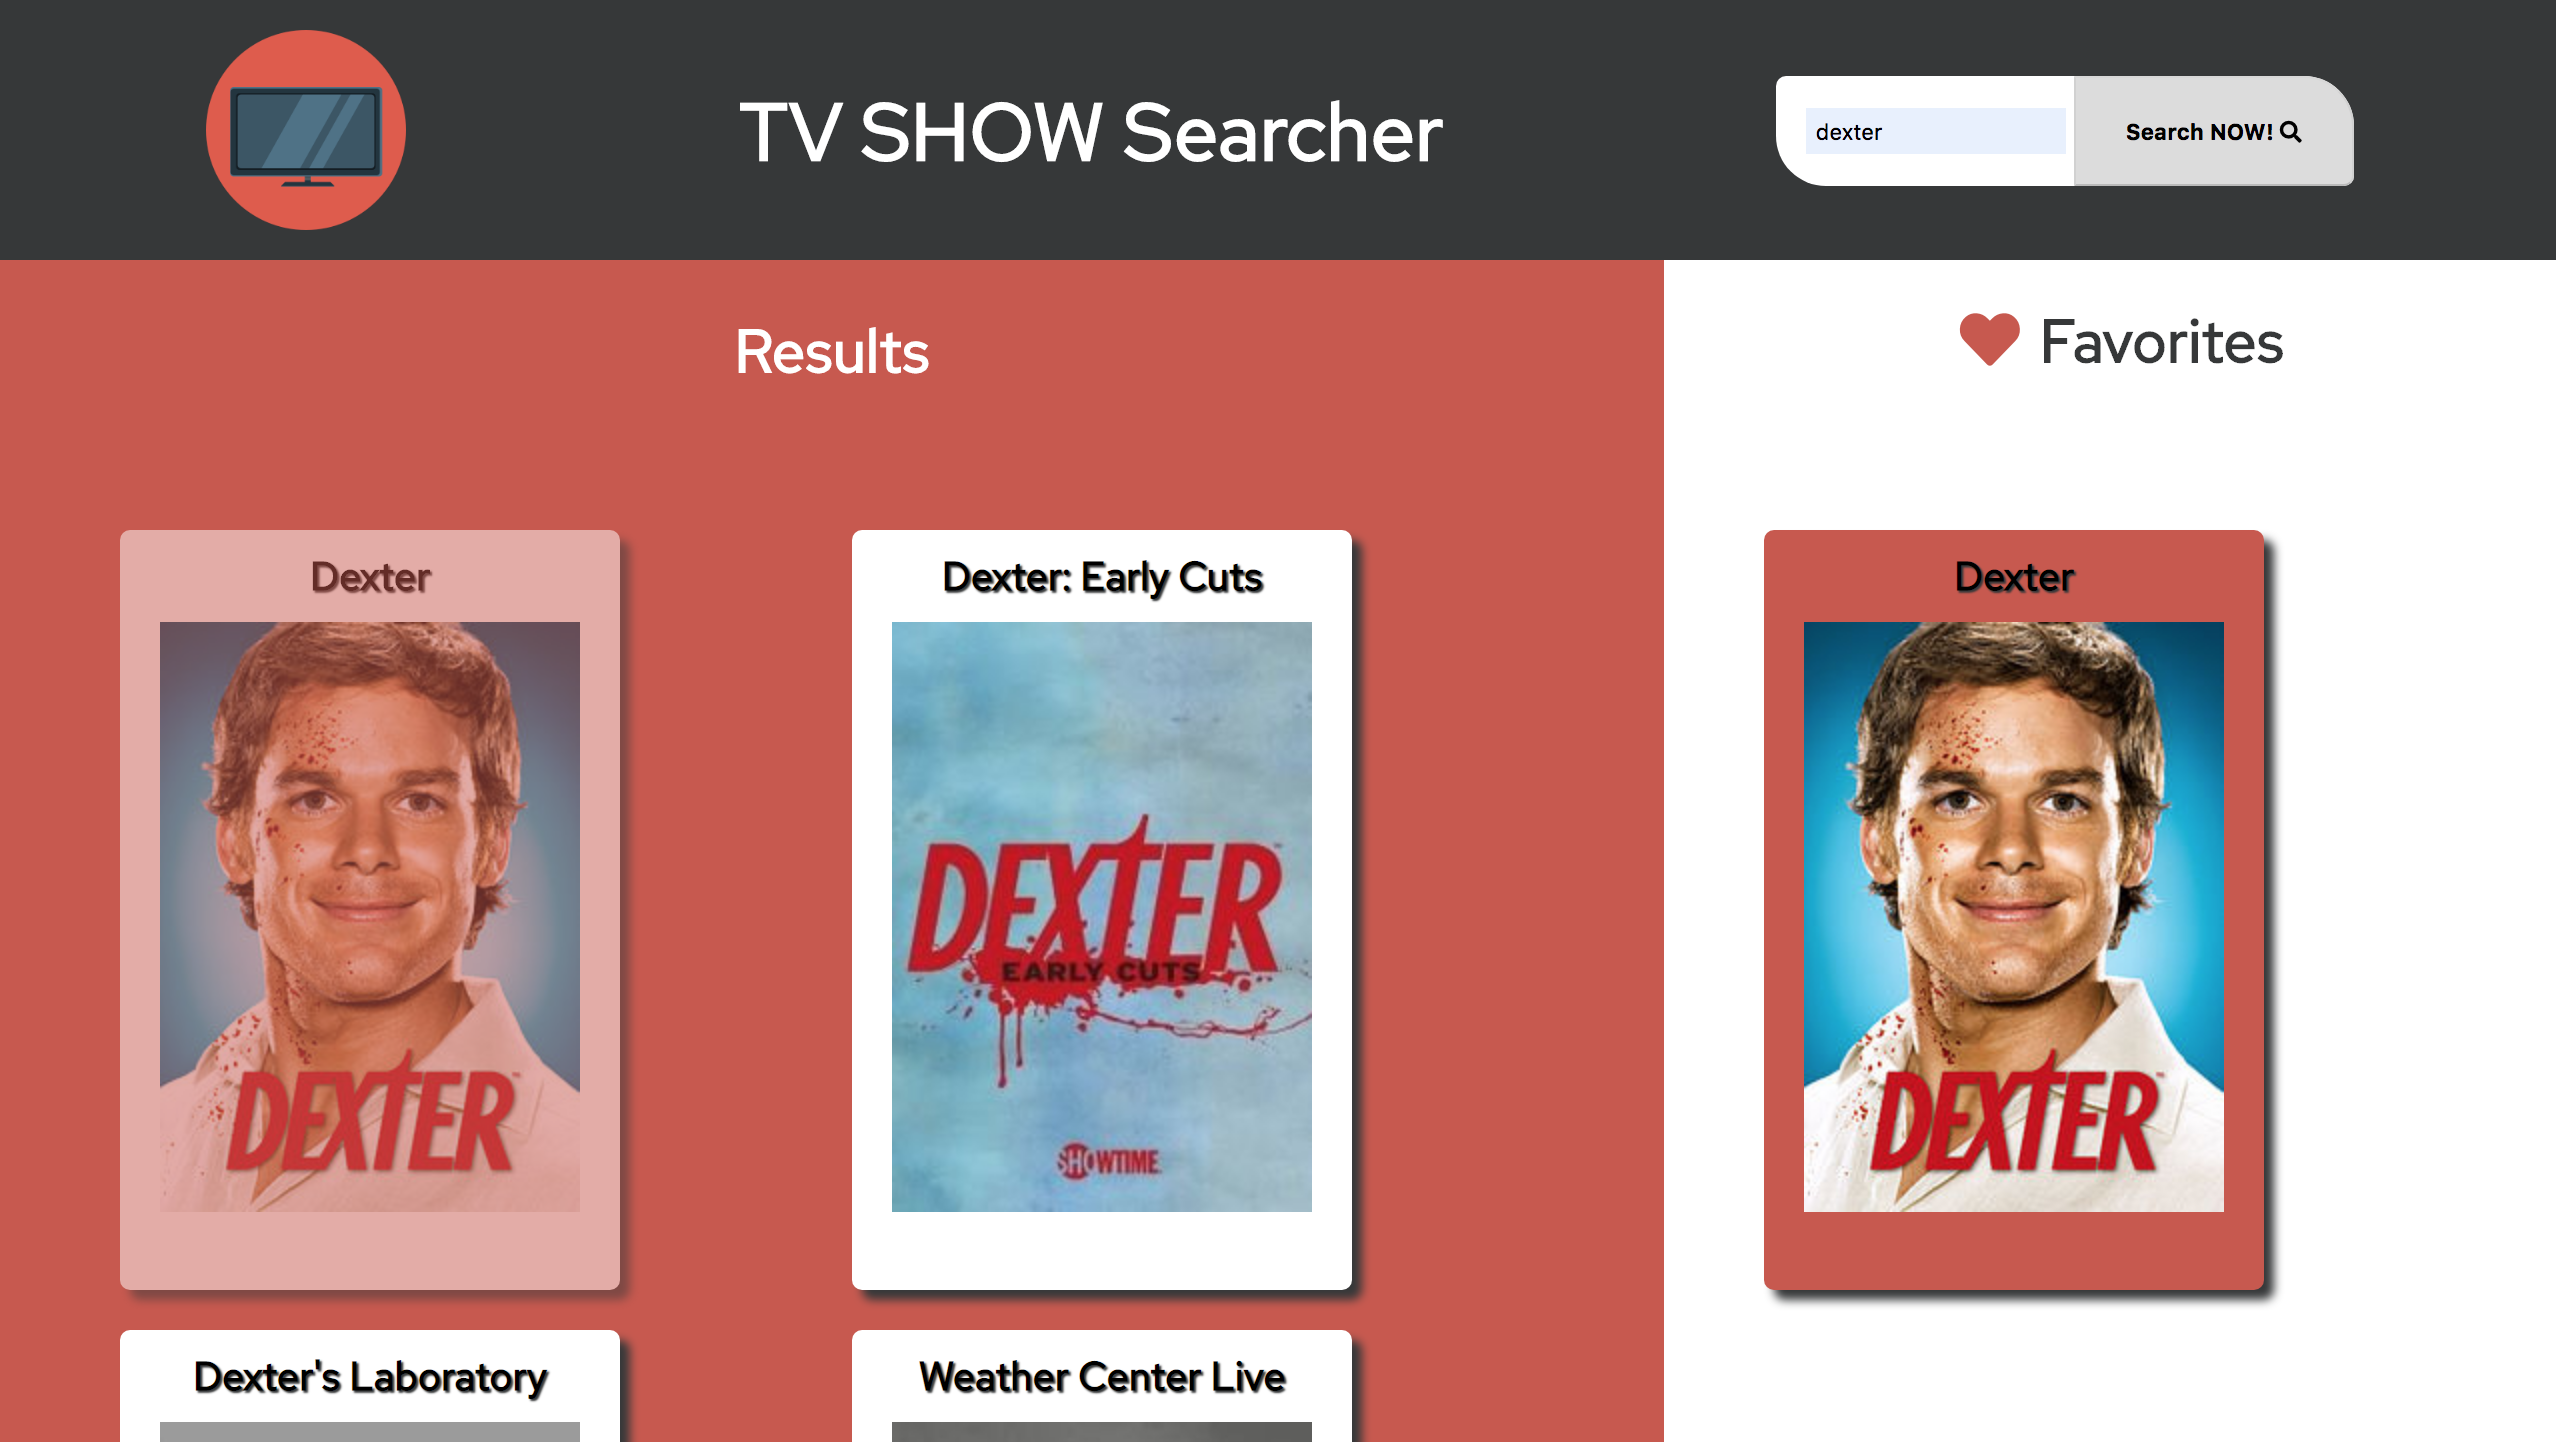 TV SHOW Searcher
dexter
Search NOW!
Results
Favorites
Dexter
DEXTER
Dexter: Early Cuts
DEXTER
EARLY CUTS
SHOWTIME
Dexter
DEXTER
Dexter's Laboratory
Weather Center Live